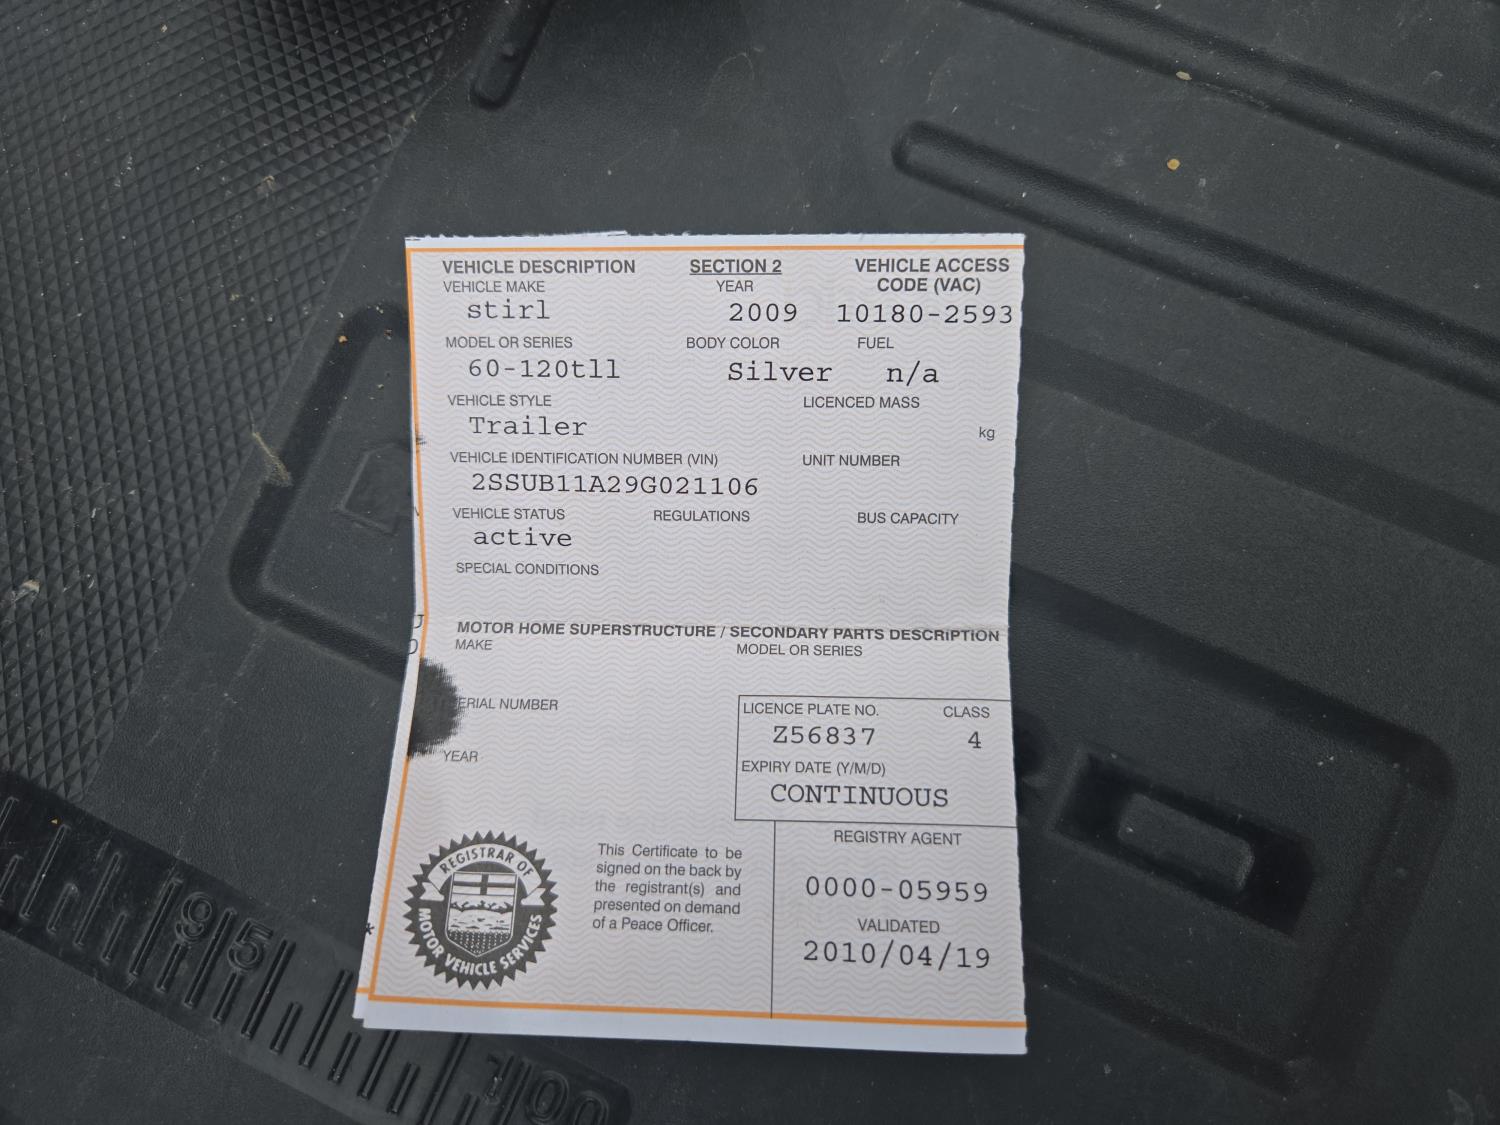 VEHICLE DESCRIPTION SECTION 2 VEHICLE ACCESS
VEHICLE MAKE YEAR CODE (VAC)
stirl 2009 10180-2593
MODEL OR SERIES BODY COLOR FUEL
60-120tll Silver n/a
VEHICLE STYLE LICENCED MASS
Trailer kg
VEHICLE IDENTIFICATION NUMBER (VIN) UNIT NUMBER
2SSUB11A29G021106
VEHICLE STATUS REGULATIONS BUS CAPACITY
active
SPECIAL CONDITIONS
MOTOR HOME SUPERSTRUCTURE / SECONDARY PARTS DESCRIPTION
MAKE MODEL OR SERIES
ERIAL NUMBER
YEAR
LICENCE PLATE NO. CLASS
Z56837 4
EXPIRY DATE (Y/M/D)
CONTINUOUS
REGISTRAR OF
MOTOR VEHICLE SERVICES
This Certificate to be
signed on the back by
the registrant(s) and
presented on demand
of a Peace Officer.
REGISTRY AGENT
0000-05959
VALIDATED
2010/04/19
*
95
100